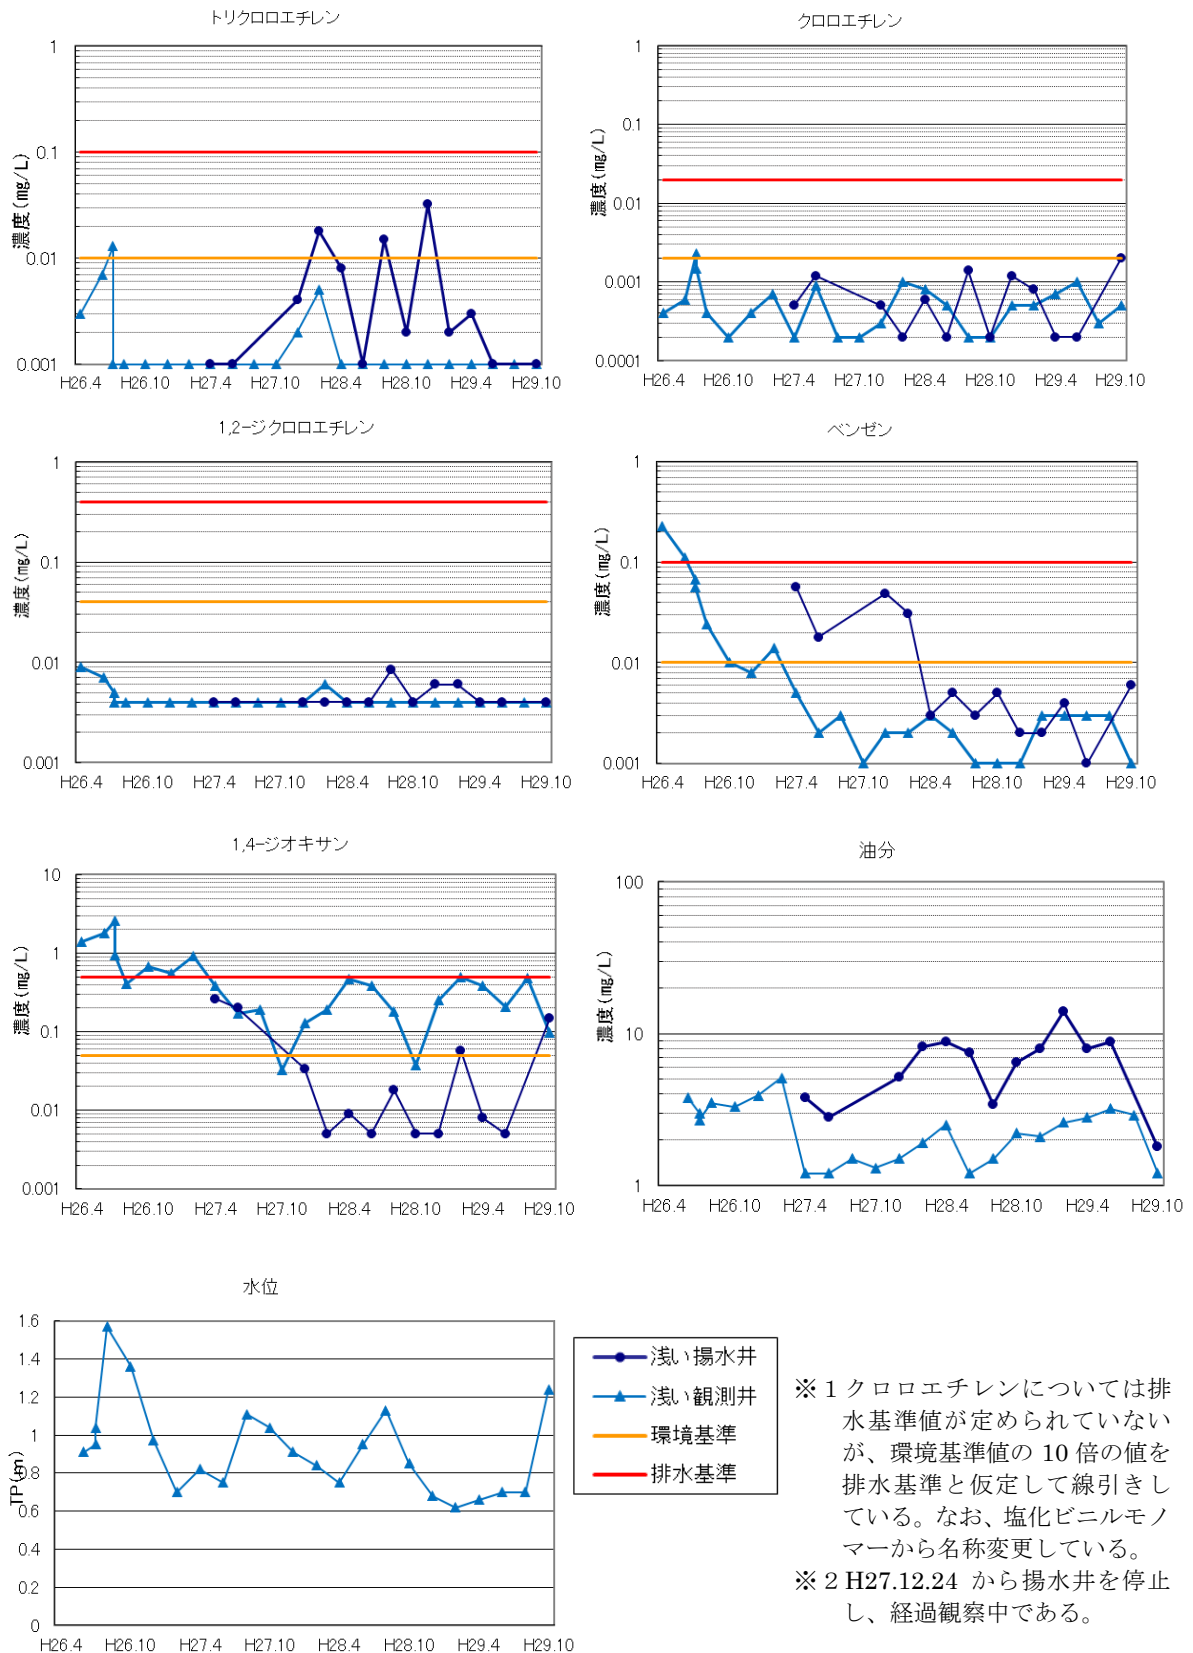 トリクロロエチレン
1
0.1
0.01
0.001
濃度(mg/L)
H26.4 H26.10 H27.4 H27.10 H28.4 H28.10 H29.4 H29.10
クロロエチレン
1
0.1
0.01
0.001
0.0001
濃度(mg/L)
H26.4 H26.10 H27.4 H27.10 H28.4 H28.10 H29.4 H29.10
1,2-ジクロロエチレン
1
0.1
0.01
0.001
濃度(mg/L)
H26.4 H26.10 H27.4 H27.10 H28.4 H28.10 H29.4 H29.10
ベンゼン
1
0.1
0.01
0.001
濃度(mg/L)
H26.4 H26.10 H27.4 H27.10 H28.4 H28.10 H29.4 H29.10
1,4-ジオキサン
10
1
0.1
0.01
0.001
濃度(mg/L)
H26.4 H26.10 H27.4 H27.10 H28.4 H28.10 H29.4 H29.10
油分
100
10
1
濃度(mg/L)
H26.4 H26.10 H27.4 H27.10 H28.4 H28.10 H29.4 H29.10
水位
1.6
1.4
1.2
1
0.8
0.6
0.4
0.2
0
TP(m)
H26.4 H26.10 H27.4 H27.10 H28.4 H28.10 H29.4 H29.10
浅い揚水井
浅い観測井
環境基準
排水基準
※1クロロエチレンについては排
水基準値が定められていない
が、環境基準値の 10 倍の値を
排水基準と仮定して線引きし
ている。なお、塩化ビニルモノ
マーから名称変更している。
※2 H27.12.24 から揚水井を停止
し、経過観察中である。